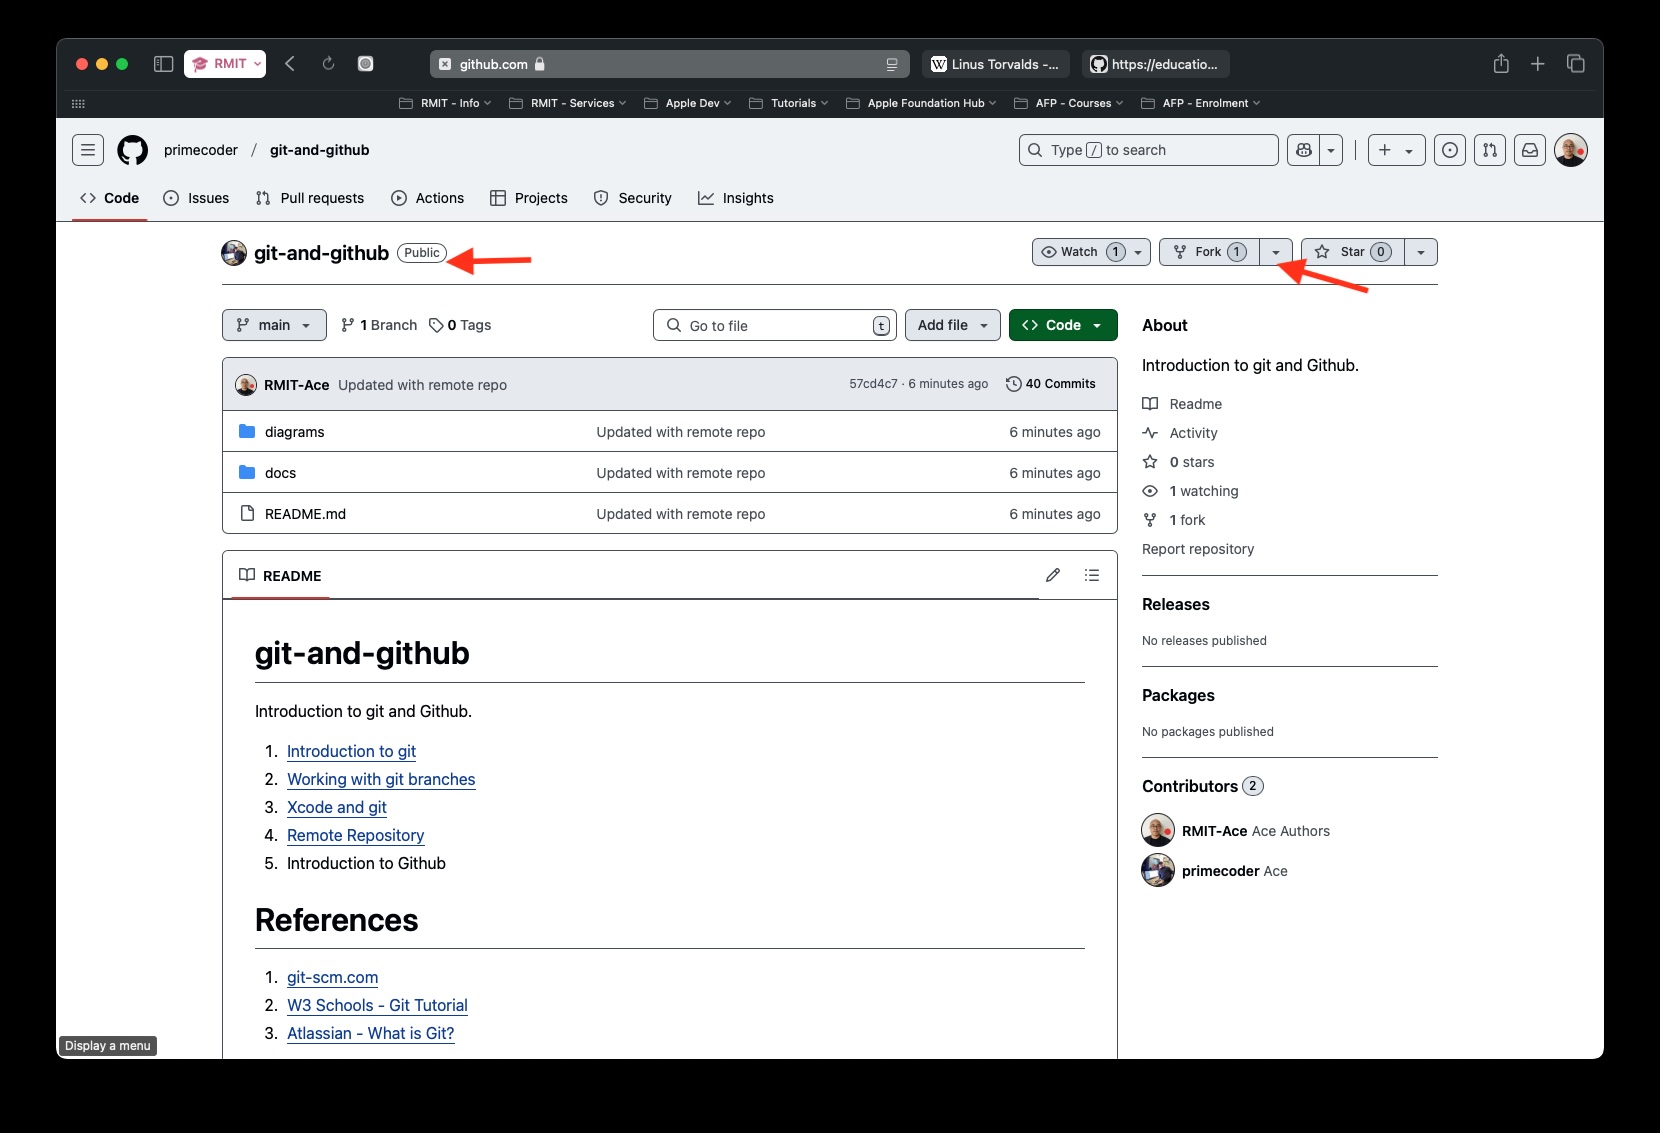 RMIT
github.com
Linus Torvalds -...
https://educatio...
RMIT - Info
RMIT - Services
Apple Dev
Tutorials
Apple Foundation Hub
AFP - Courses
AFP - Enrolment
primecoder / git-and-github
Type / to search
Code
Issues
Pull requests
Actions
Projects
Security
Insights
git-and-github Public
Watch 1
Fork 1
Star 0
main
1 Branch
0 Tags
Go to file t
Add file
Code
RMIT-Ace Updated with remote repo 57cd4c7 · 6 minutes ago 40 Commits
diagrams Updated with remote repo 6 minutes ago
docs Updated with remote repo 6 minutes ago
README.md Updated with remote repo 6 minutes ago
README
git-and-github
Introduction to git and Github.
1. Introduction to git
2. Working with git branches
3. Xcode and git
4. Remote Repository
5. Introduction to Github
References
1. git-scm.com
2. W3 Schools - Git Tutorial
3. Atlassian - What is Git?
About
Introduction to git and Github.
Readme
Activity
0 stars
1 watching
1 fork
Report repository
Releases
No releases published
Packages
No packages published
Contributors 2
RMIT-Ace Ace Authors
primecoder Ace
Display a menu